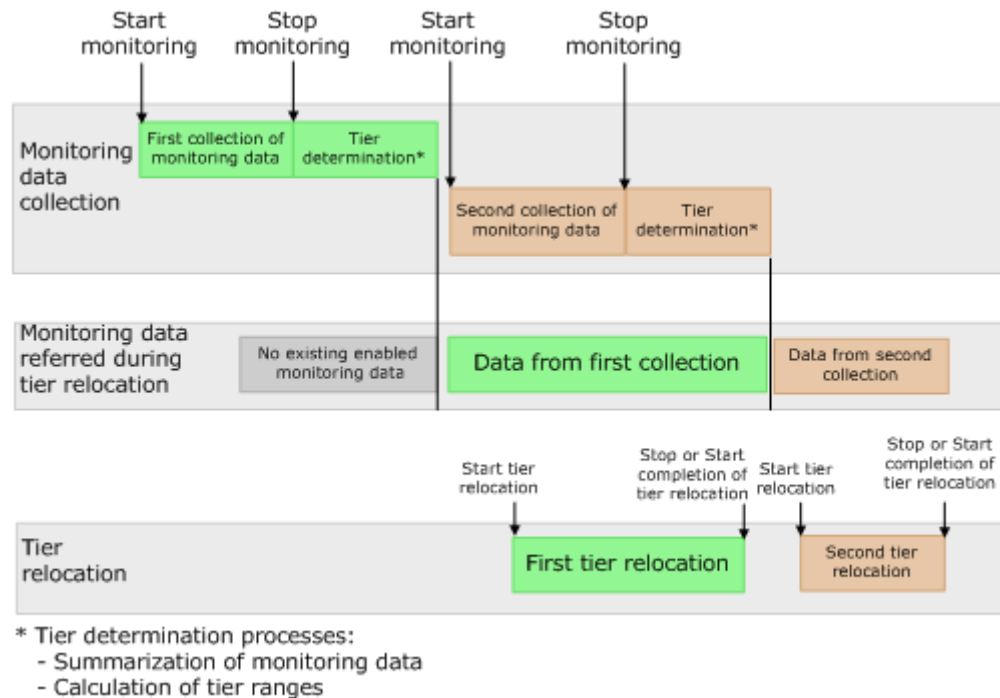 Start
monitoring
Stop
monitoring
Start
monitoring
Stop
monitoring
Monitoring
data
collection
First collection of
monitoring data
Tier
determination*
Second collection of
monitoring data
Tier
determination*
Monitoring data
referred during
tier relocation
No existing enabled
monitoring data
Data from first collection
Data from second
collection
Start tier
relocation
Stop or Start
completion of
tier relocation
Start tier
relocation
Stop or Start
completion of
tier relocation
Tier
relocation
First tier relocation
Second tier
relocation
* Tier determination processes:
- Summarization of monitoring data
- Calculation of tier ranges